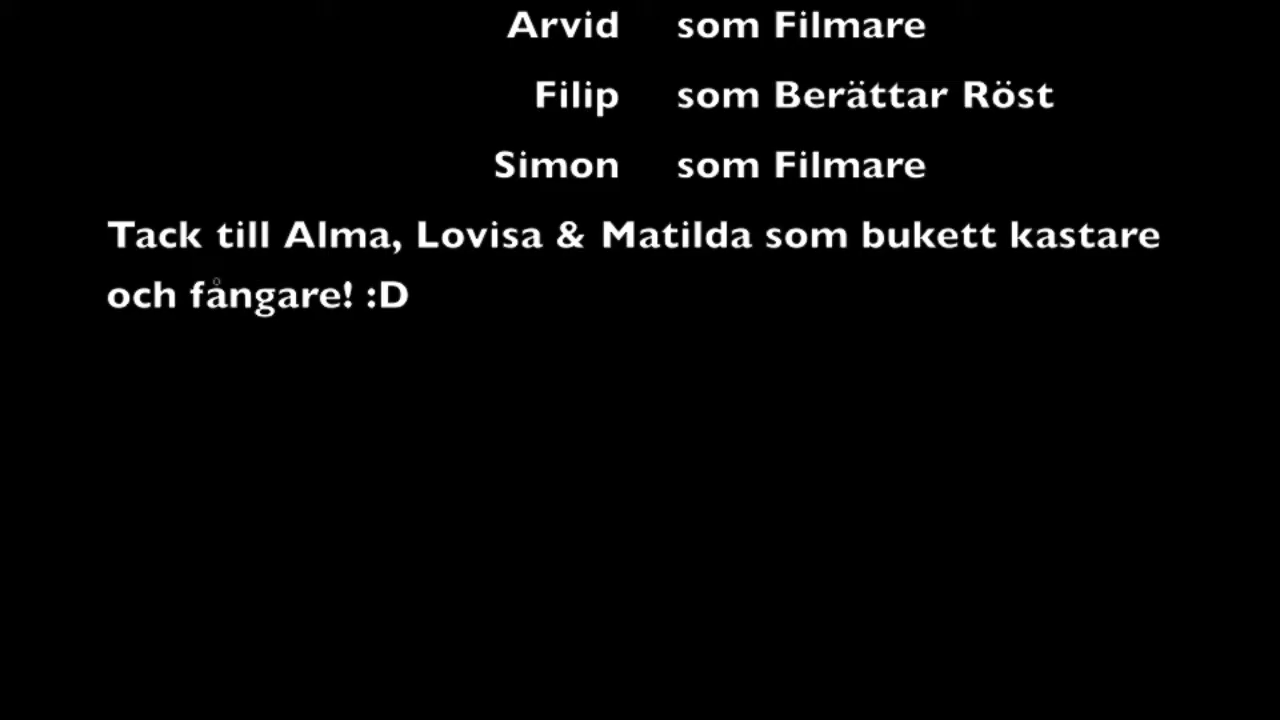 Arvid som Filmare
Filip som Berättar Röst
Simon som Filmare
Tack till Alma, Lovisa & Matilda som bukett kastare
och fångare! :D